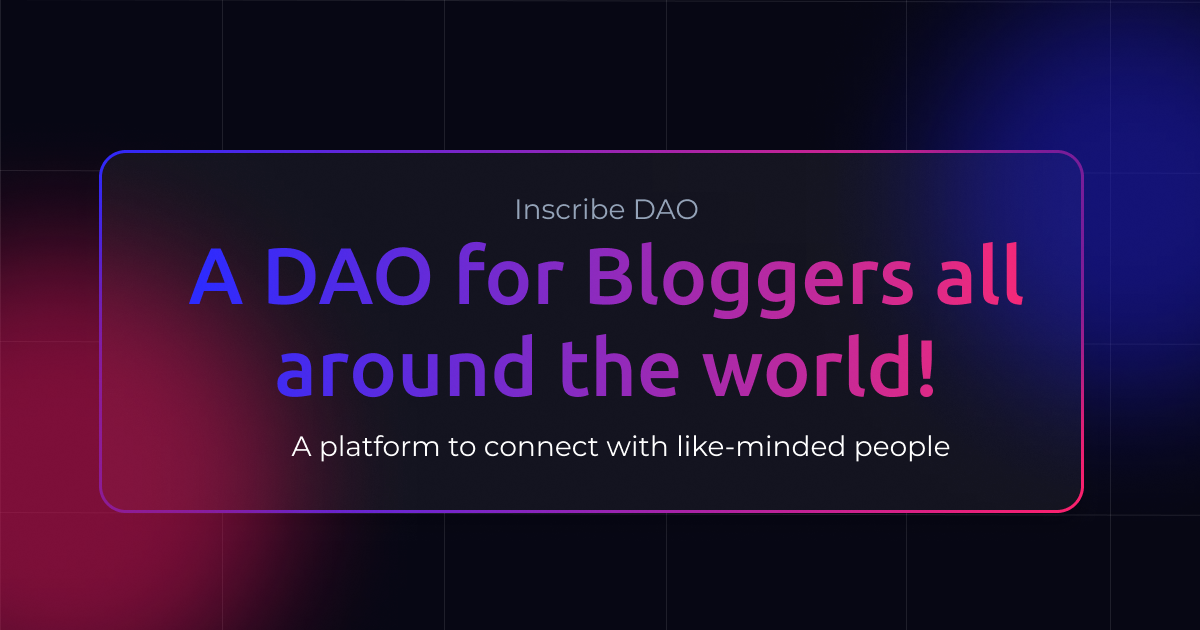 Inscribe DAO
A DAO for Bloggers all
around the world!
A platform to connect with like-minded people